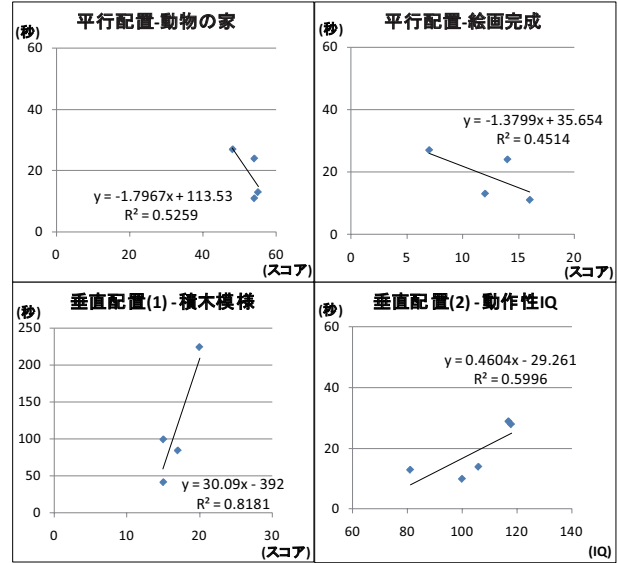 平行配置-動物の家
(秒)
60
40
20
0
y = -1.7967x + 113.53
R² = 0.5259
0 20 40 60
(スコア)
平行配置-絵画完成
(秒)
60
40
20
0
y = -1.3799x + 35.654
R² = 0.4514
0 5 10 15 20
(スコア)
垂直配置(1) - 積木模様
(秒)
250
200
150
100
50
0
y = 30.09x - 392
R² = 0.8181
0 10 20 30
(スコア)
垂直配置(2) - 動作性IQ
(秒)
60
40
20
0
y = 0.4604x - 29.261
R² = 0.5996
60 80 100 120 140
(IQ)